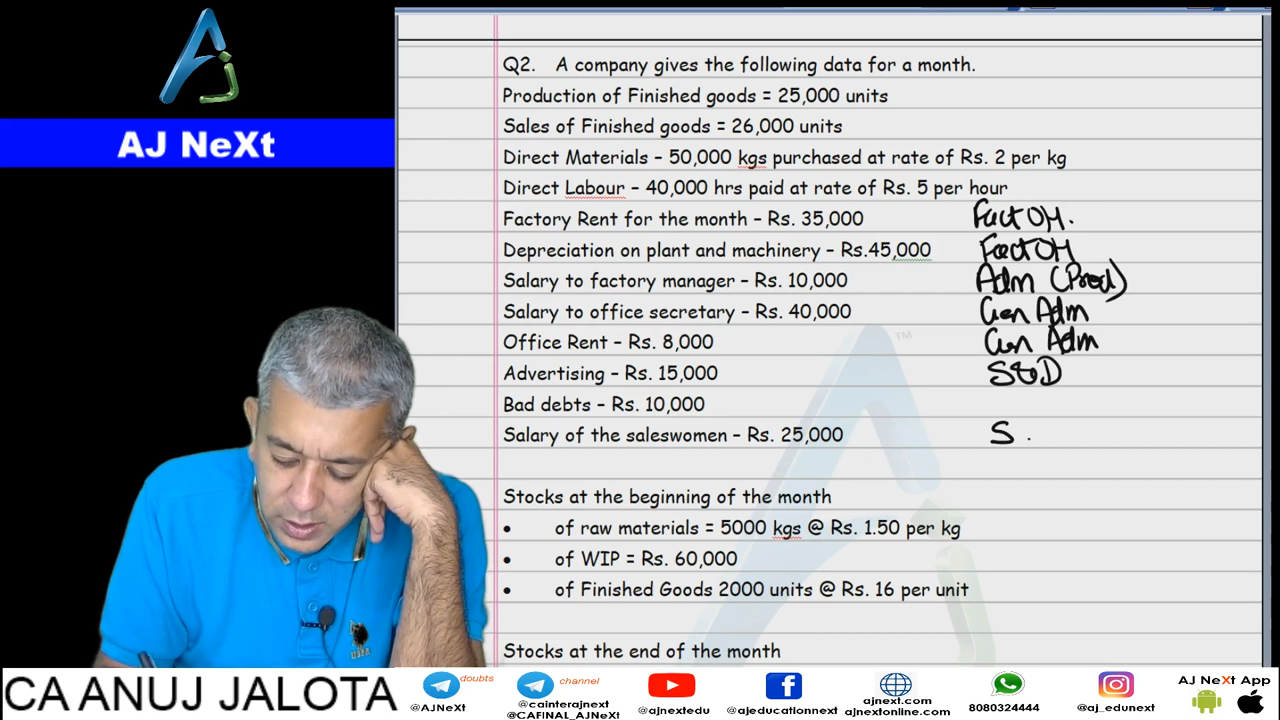 AJ NeXt
Q2. A company gives the following data for a month.
Production of Finished goods = 25,000 units
Sales of Finished goods = 26,000 units
Direct Materials – 50,000 kgs purchased at rate of Rs. 2 per kg
Direct Labour – 40,000 hrs paid at rate of Rs. 5 per hour
Factory Rent for the month – Rs. 35,000 Fact OH.
Depreciation on plant and machinery – Rs.45,000 Fact OH
Salary to factory manager – Rs. 10,000 Adm (Prod)
Salary to office secretary – Rs. 40,000 Gen Adm
Office Rent – Rs. 8,000 Gen Adm
Advertising – Rs. 15,000 S&D
Bad debts – Rs. 10,000
Salary of the saleswomen – Rs. 25,000 S
Stocks at the beginning of the month
• of raw materials = 5000 kgs @ Rs. 1.50 per kg
• of WIP = Rs. 60,000
• of Finished Goods 2000 units @ Rs. 16 per unit
Stocks at the end of the month
TM
CA ANUJ JALOTA
doubts
@AJNeXt
channel
@cainterajnext
@CAFINAL_AJNeXt
@ajnextedu
@ajeducationnext
ajnext.com
ajnextonline.com
8080324444
@aj_edunext
AJ NeXt App